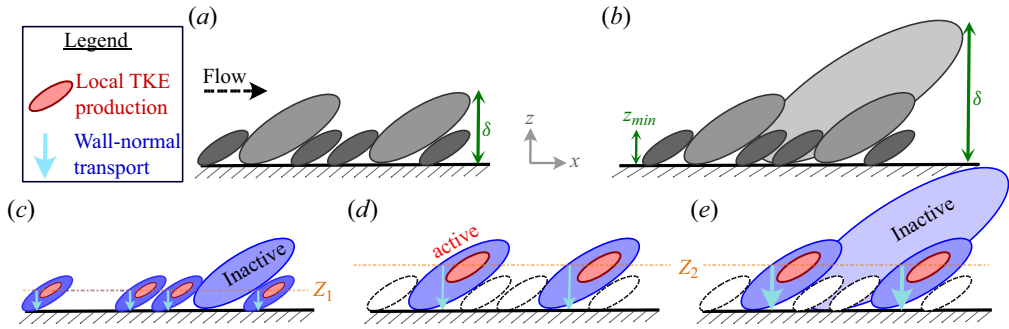 Legend
Local TKE
production
Wall-normal
transport
(a)
Flow
δ
z
x
(b)
z_min
δ
(c)
Inactive
Z_1
(d)
active
Z_2
(e)
Inactive